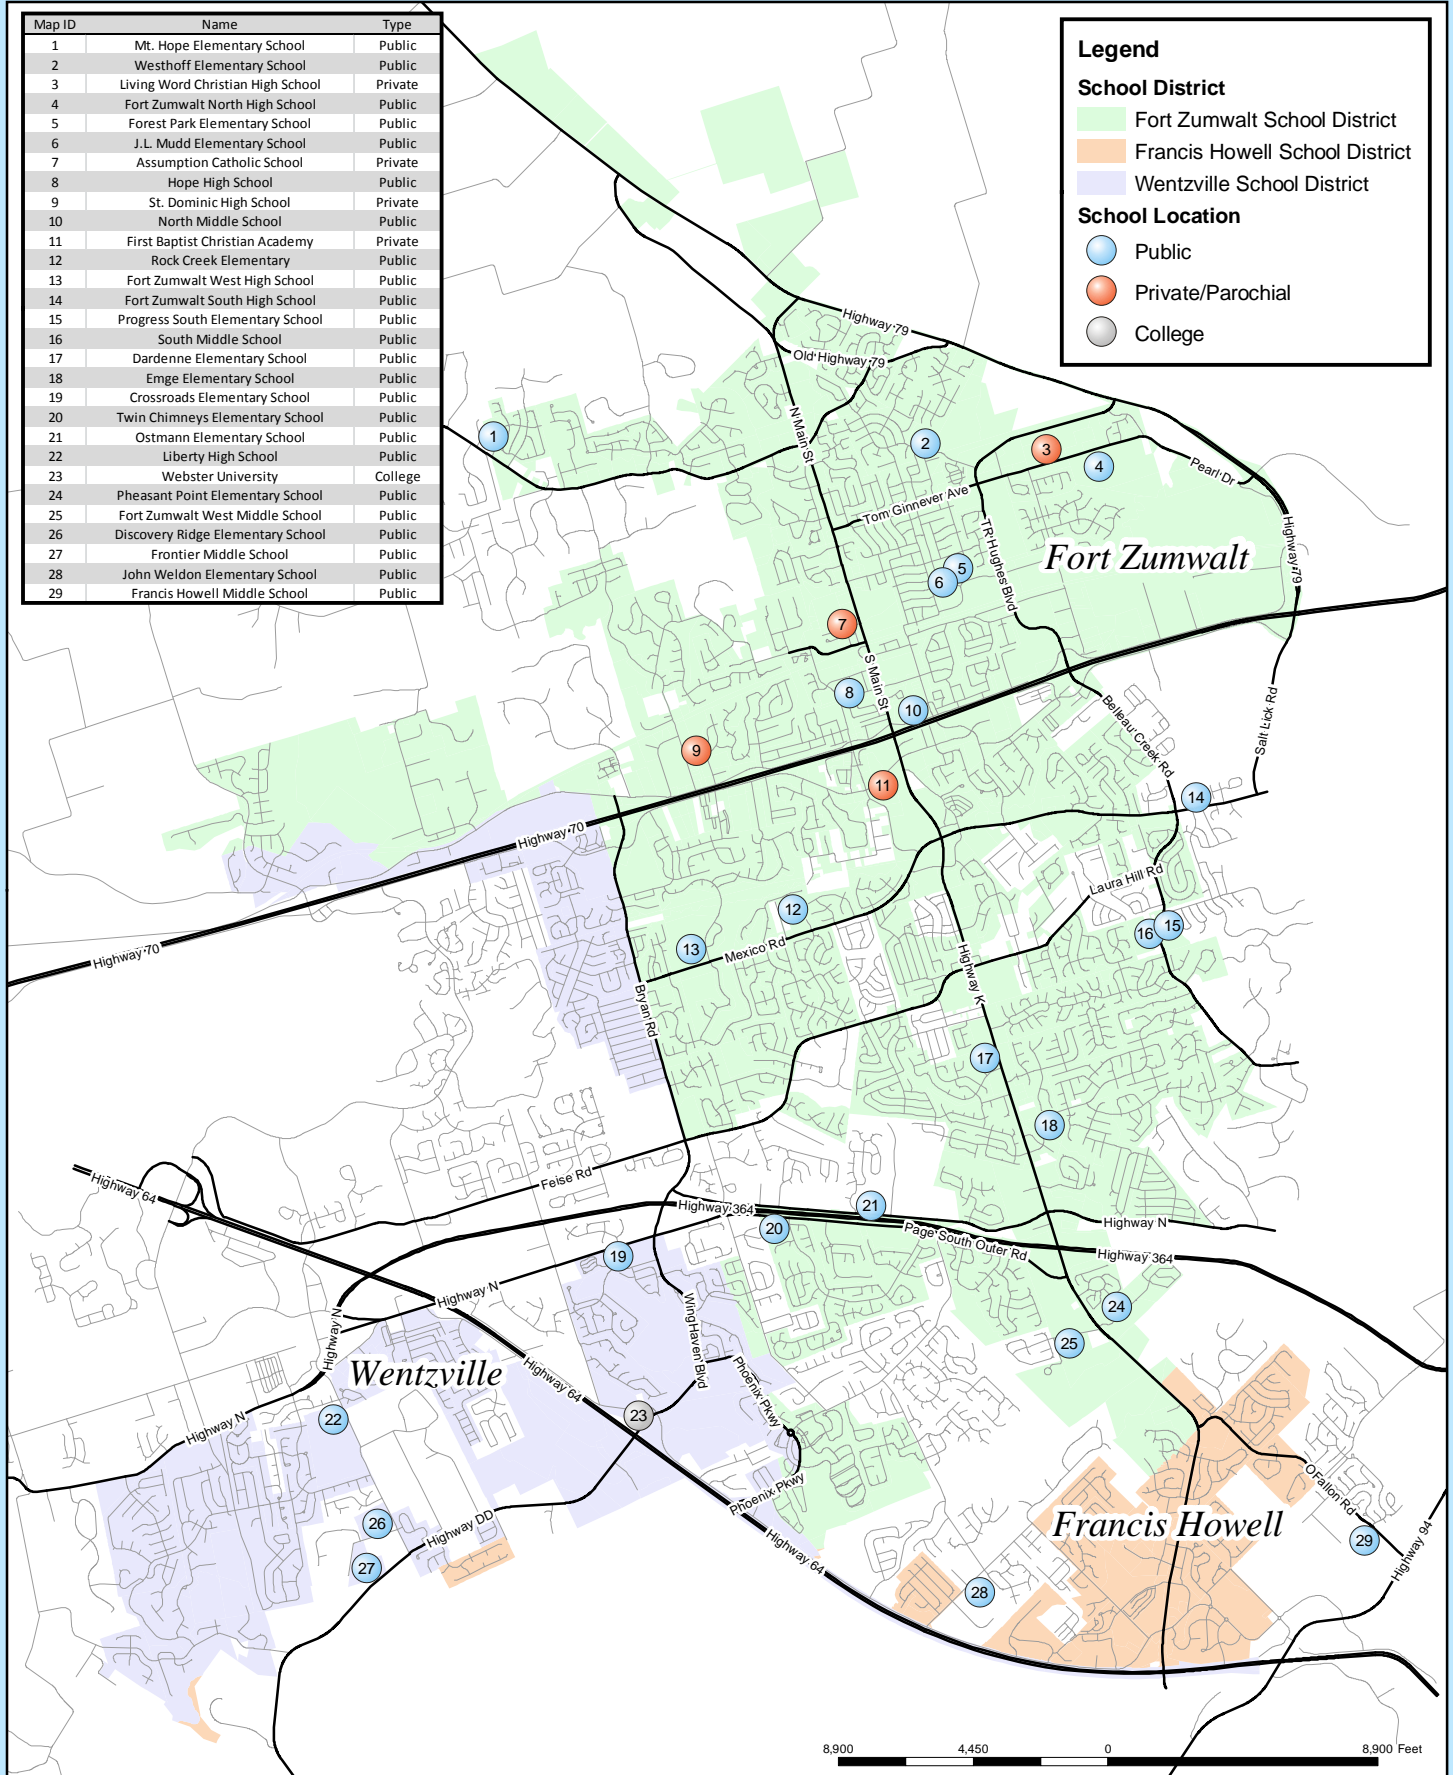 Map ID Name Type
1 Mt. Hope Elementary School Public
2 Westhoff Elementary School Public
3 Living Word Christian High School Private
4 Fort Zumwalt North High School Public
5 Forest Park Elementary School Public
6 J.L. Mudd Elementary School Public
7 Assumption Catholic School Private
8 Hope High School Public
9 St. Dominic High School Private
10 North Middle School Public
11 First Baptist Christian Academy Private
12 Rock Creek Elementary Public
13 Fort Zumwalt West High School Public
14 Fort Zumwalt South High School Public
15 Progress South Elementary School Public
16 South Middle School Public
17 Dardenne Elementary School Public
18 Emge Elementary School Public
19 Crossroads Elementary School Public
20 Twin Chimneys Elementary School Public
21 Ostmann Elementary School Public
22 Liberty High School Public
23 Webster University College
24 Pheasant Point Elementary School Public
25 Fort Zumwalt West Middle School Public
26 Discovery Ridge Elementary School Public
27 Frontier Middle School Public
28 John Weldon Elementary School Public
29 Francis Howell Middle School Public
Legend
School District
Fort Zumwalt School District
Francis Howell School District
Wentzville School District
School Location
Public
Private/Parochial
College
Highway 79
Old Highway 79
N Main St
1
2
3
4
Pearl Dr
Tom Ginnever Ave
TR Hughes Blvd
Highway 79
Fort Zumwalt
5
6
7
S Main St
8
10
Belleau Creek Rd
Salt Lick Rd
9
11
14
Highway 70
Laura Hill Rd
12
15
16
13
Mexico Rd
Highway 70
Highway K
Bryan Rd
17
18
Highway 64
Feise Rd
Highway 364
21
20
Page South Outer Rd
Highway N
Highway 364
19
Highway N
Highway N
WingHaven Blvd
24
25
Wentzville
Highway 64
Phoenix Pkwy
22
23
Highway N
Phoenix Pkwy
OFallon Rd
26
Highway DD
Francis Howell
29
Highway 94
27
Highway 64
28
8,900 4,450 0 8,900 Feet